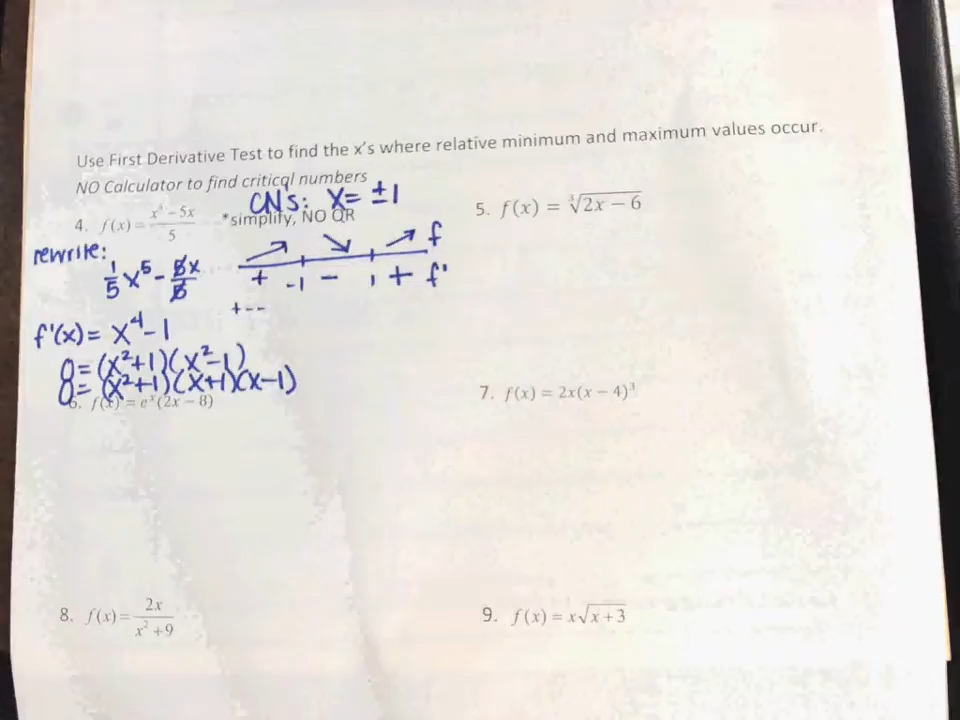 Use First Derivative Test to find the x's where relative minimum and maximum values occur.
NO Calculator to find critical numbers
CN's: x = ±1
4. f(x) = (x⁵ − 5x)/5 *simplify, NO QR
5. f(x) = ∛(2x − 6)
rewrite:
1/5 x⁵ − 5x/5
↗ ↘ ↗ f
+ -1 − 1 + f'
+--
f'(x) = x⁴ − 1
0 = (x²+1)(x²−1)
0 = (x²+1)(x+1)(x−1)
6. f(x) = eˣ(2x − 8)
7. f(x) = 2x(x − 4)³
8. f(x) = 2x/(x² + 9)
9. f(x) = x√(x + 3)